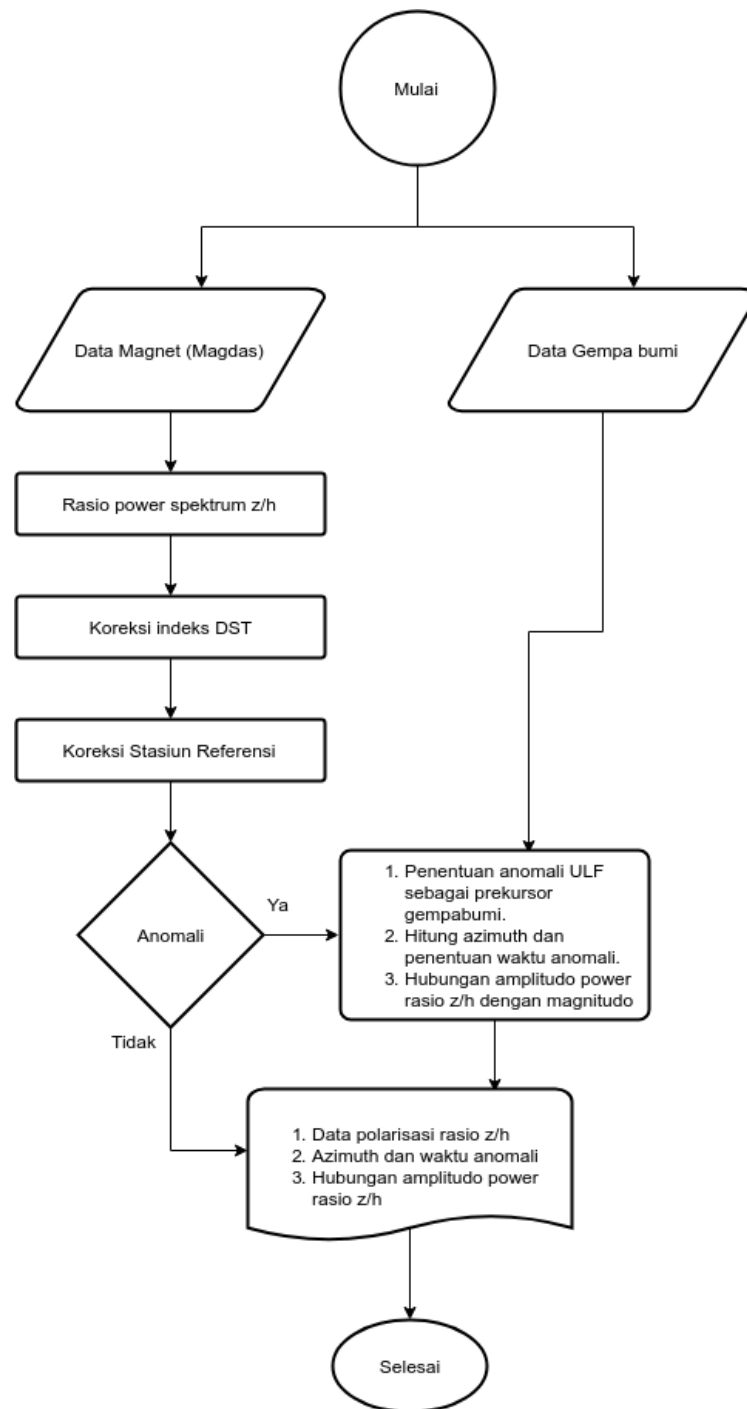 Mulai
Data Magnet (Magdas)
Data Gempa bumi
Rasio power spektrum z/h
Koreksi indeks DST
Koreksi Stasiun Referensi
Anomali
Ya
Tidak
1. Penentuan anomali ULF
sebagai prekursor
gempabumi.
2. Hitung azimuth dan
penentuan waktu anomali.
3. Hubungan amplitudo power
rasio z/h dengan magnitudo
1. Data polarisasi rasio z/h
2. Azimuth dan waktu anomali
3. Hubungan amplitudo power
rasio z/h
Selesai